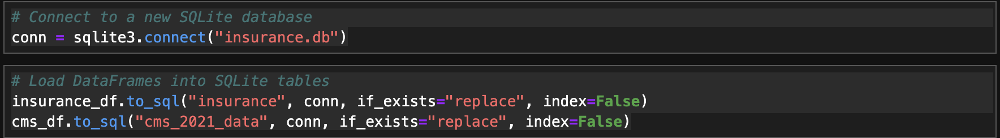 # Connect to a new SQLite database
conn = sqlite3.connect("insurance.db")
# Load DataFrames into SQLite tables
insurance_df.to_sql("insurance", conn, if_exists="replace", index=False)
cms_df.to_sql("cms_2021_data", conn, if_exists="replace", index=False)